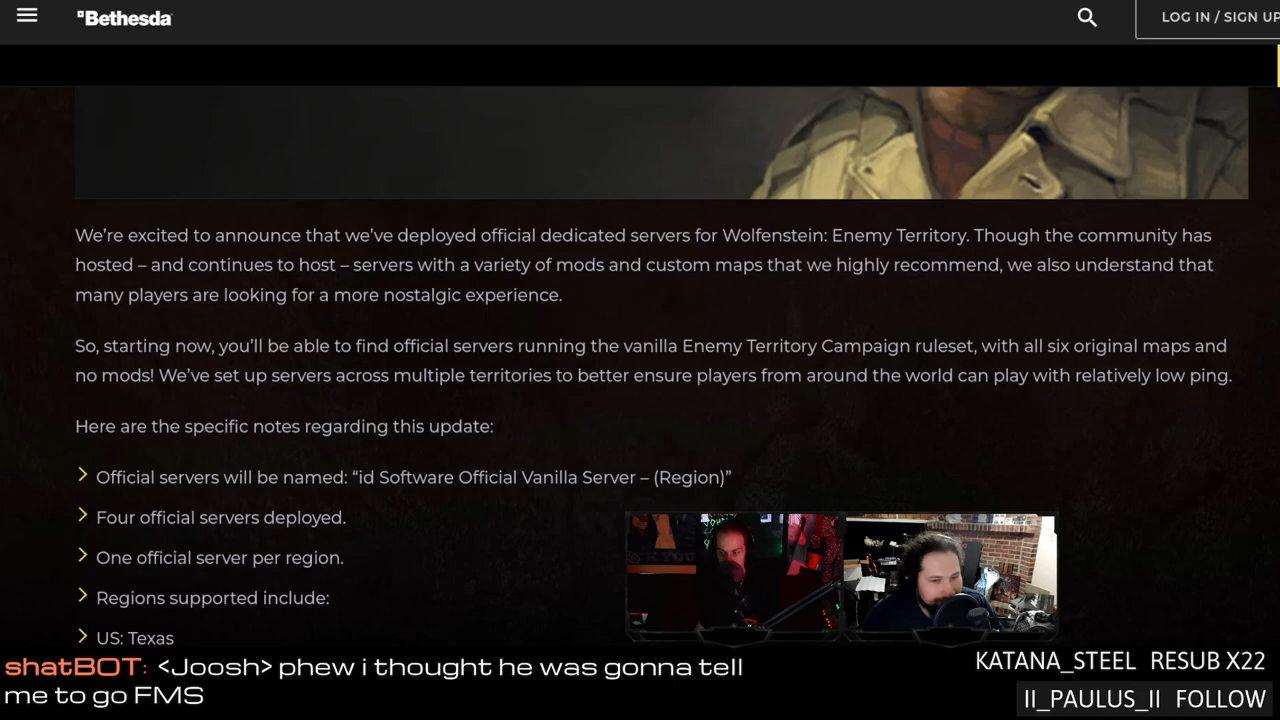 Bethesda
LOG IN / SIGN UP
We’re excited to announce that we’ve deployed official dedicated servers for Wolfenstein: Enemy Territory. Though the community has
hosted – and continues to host – servers with a variety of mods and custom maps that we highly recommend, we also understand that
many players are looking for a more nostalgic experience.
So, starting now, you’ll be able to find official servers running the vanilla Enemy Territory Campaign ruleset, with all six original maps and
no mods! We’ve set up servers across multiple territories to better ensure players from around the world can play with relatively low ping.
Here are the specific notes regarding this update:
Official servers will be named: “id Software Official Vanilla Server – (Region)”
Four official servers deployed.
One official server per region.
Regions supported include:
US: Texas
shatBOT: <Joosh> phew i thought he was gonna tell
me to go FMS
KATANA_STEEL RESUB X22
II_PAULUS_II FOLLOW